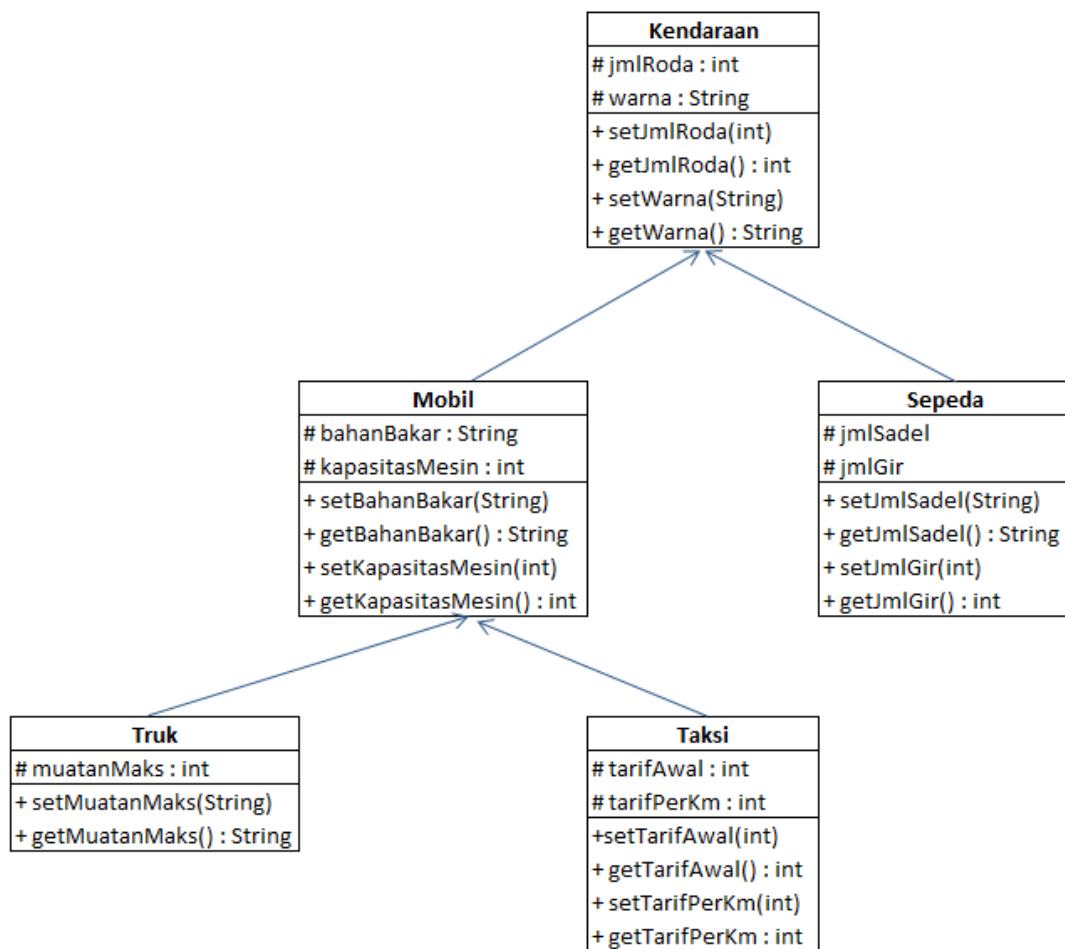 Kendaraan
# jmlRoda : int
# warna : String
+ setJmlRoda(int)
+ getJmlRoda() : int
+ setWarna(String)
+ getWarna() : String
Mobil
# bahanBakar : String
# kapasitasMesin : int
+ setBahanBakar(String)
+ getBahanBakar() : String
+ setKapasitasMesin(int)
+ getKapasitasMesin() : int
Sepeda
# jmlSadel
# jmlGir
+ setJmlSadel(String)
+ getJmlSadel() : String
+ setJmlGir(int)
+ getJmlGir() : int
Truk
# muatanMaks : int
+ setMuatanMaks(String)
+ getMuatanMaks() : String
Taksi
# tarifAwal : int
# tarifPerKm : int
+setTarifAwal(int)
+ getTarifAwal() : int
+ setTarifPerKm(int)
+ getTarifPerKm : int